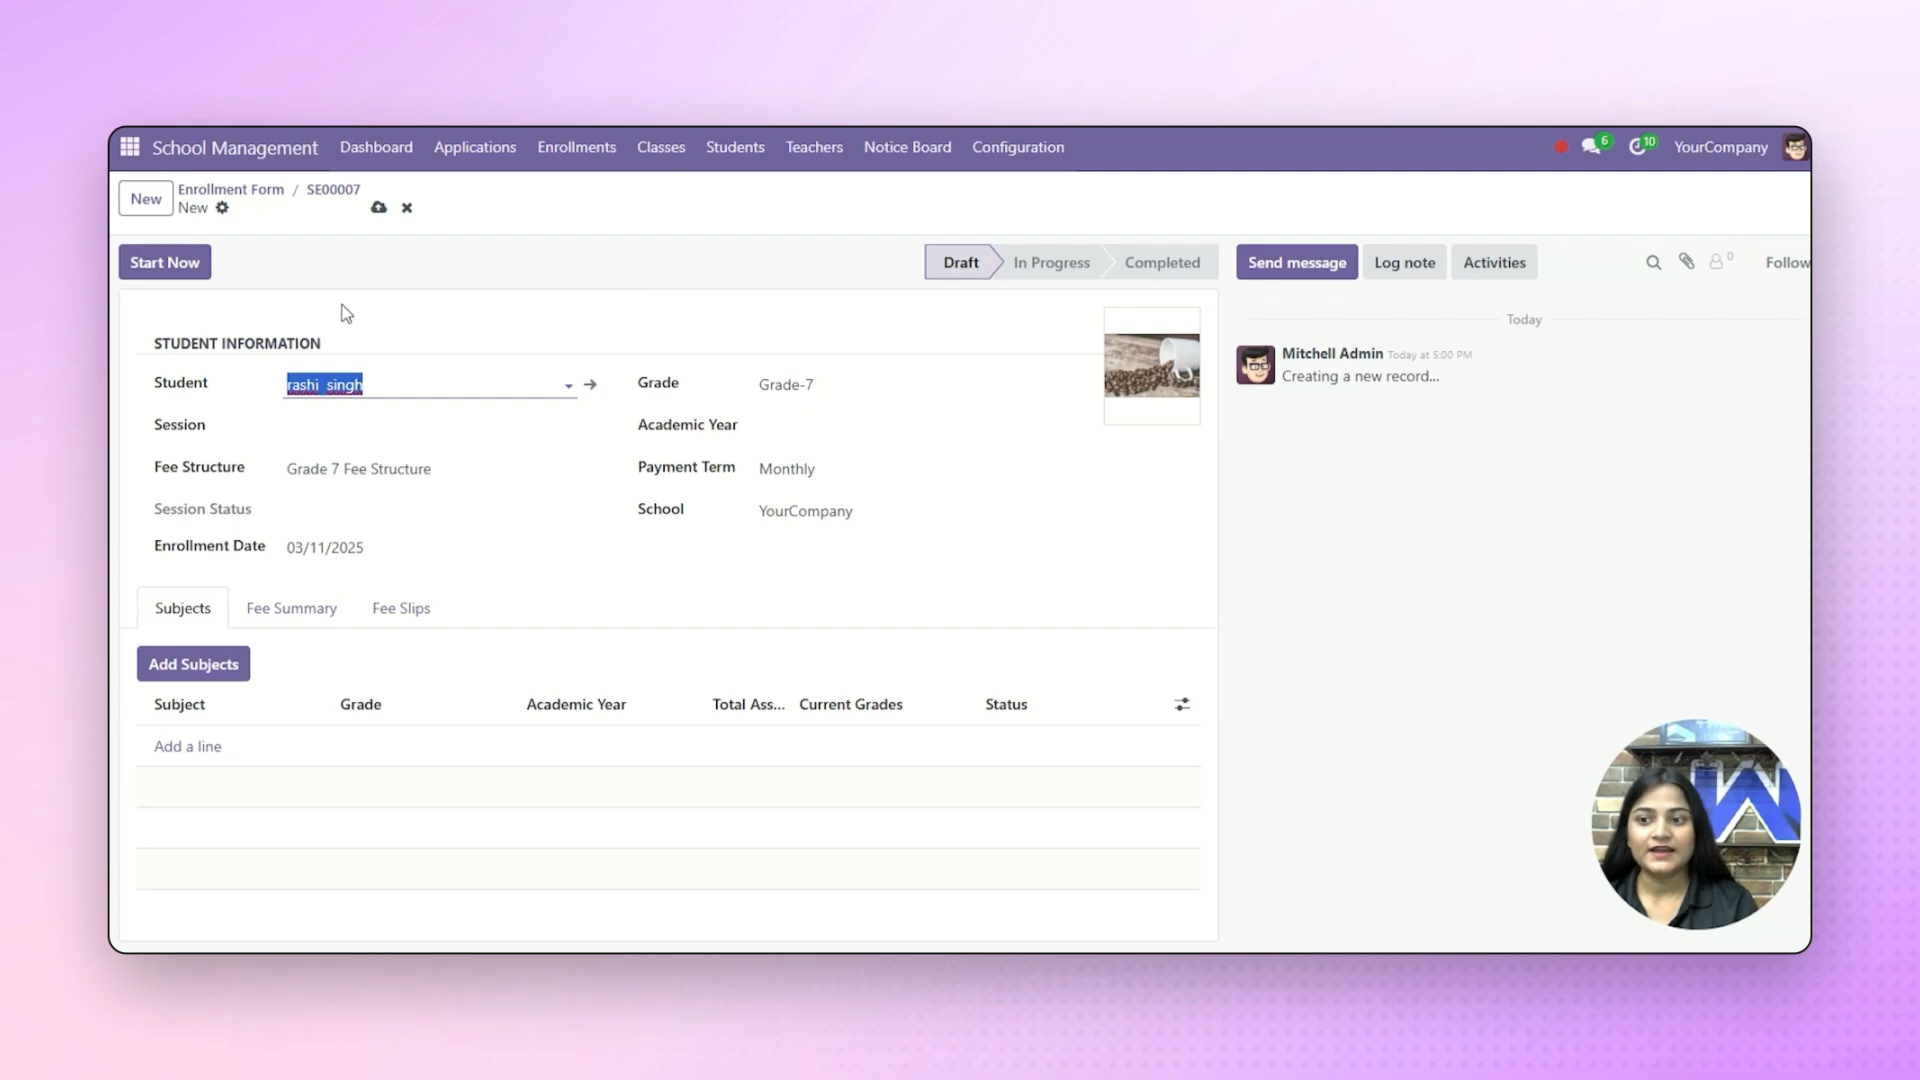 School Management Dashboard Applications Enrollments Classes Students Teachers Notice Board Configuration 6 10 YourCompany
New Enrollment Form / SE00007
New
Start Now Draft In Progress Completed Send message Log note Activities 0 Follow
Today
STUDENT INFORMATION
Mitchell Admin Today at 5:00 PM
Creating a new record...
Student rashi singh Grade Grade-7
Session Academic Year
Fee Structure Grade 7 Fee Structure Payment Term Monthly
Session Status School YourCompany
Enrollment Date 03/11/2025
Subjects Fee Summary Fee Slips
Add Subjects
Subject Grade Academic Year Total Ass... Current Grades Status
Add a line